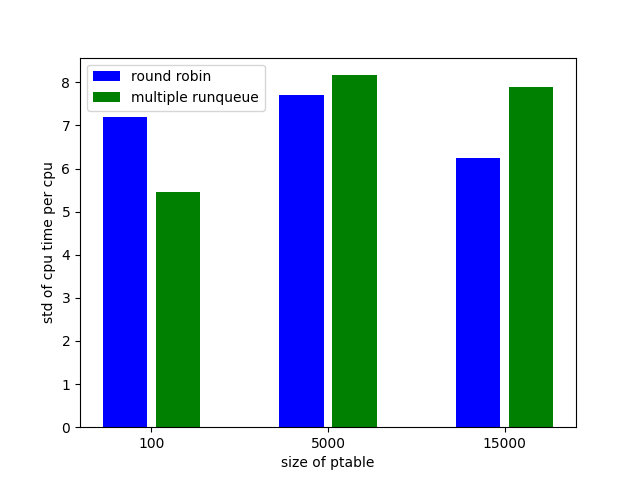 round robin
multiple runqueue
8
7
6
5
4
3
2
1
0
std of cpu time per cpu
100 5000 15000
size of ptable